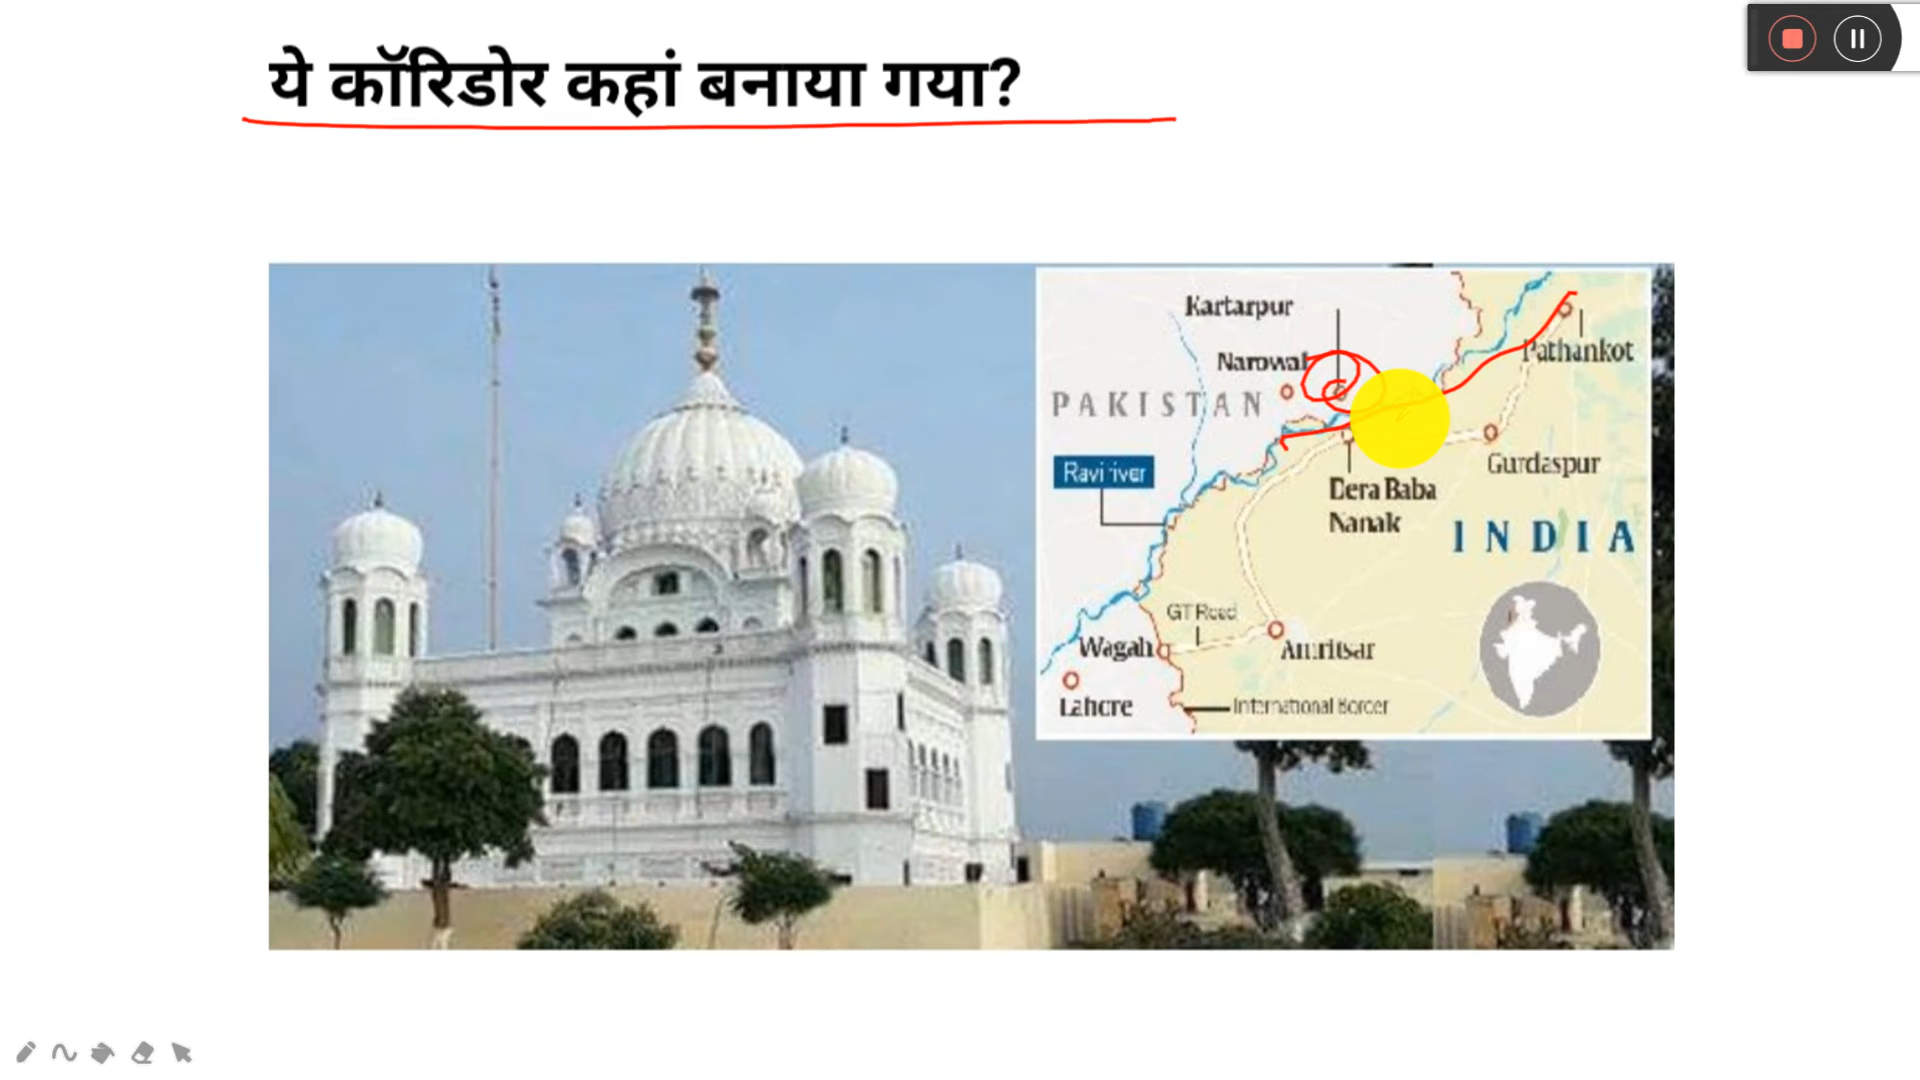 ये कॉरिडोर कहां बनाया गया?
Kartarpur
Narowal
Pathankot
PAKISTAN
Ravi river
Gurdaspur
Dera Baba
Nanak
INDIA
GT Road
Wagah
Amritsar
Lahore
International Border